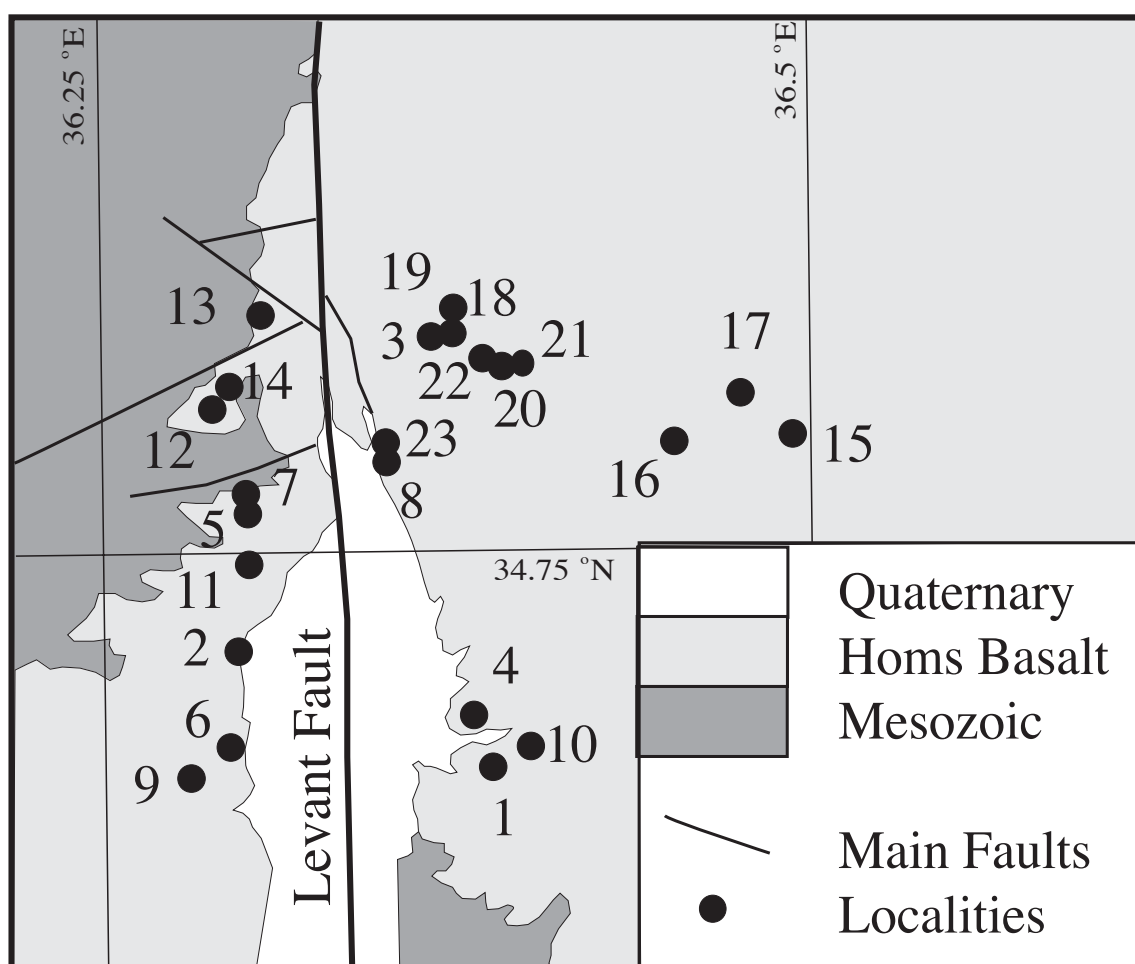 36.25 °E
36.5 °E
19
18
13
3
21
17
22
14
20
12
23
15
16
7
8
5
34.75 °N
11
2
4
6
10
9
1
Levant Fault
Quaternary
Homs Basalt
Mesozoic
Main Faults
Localities